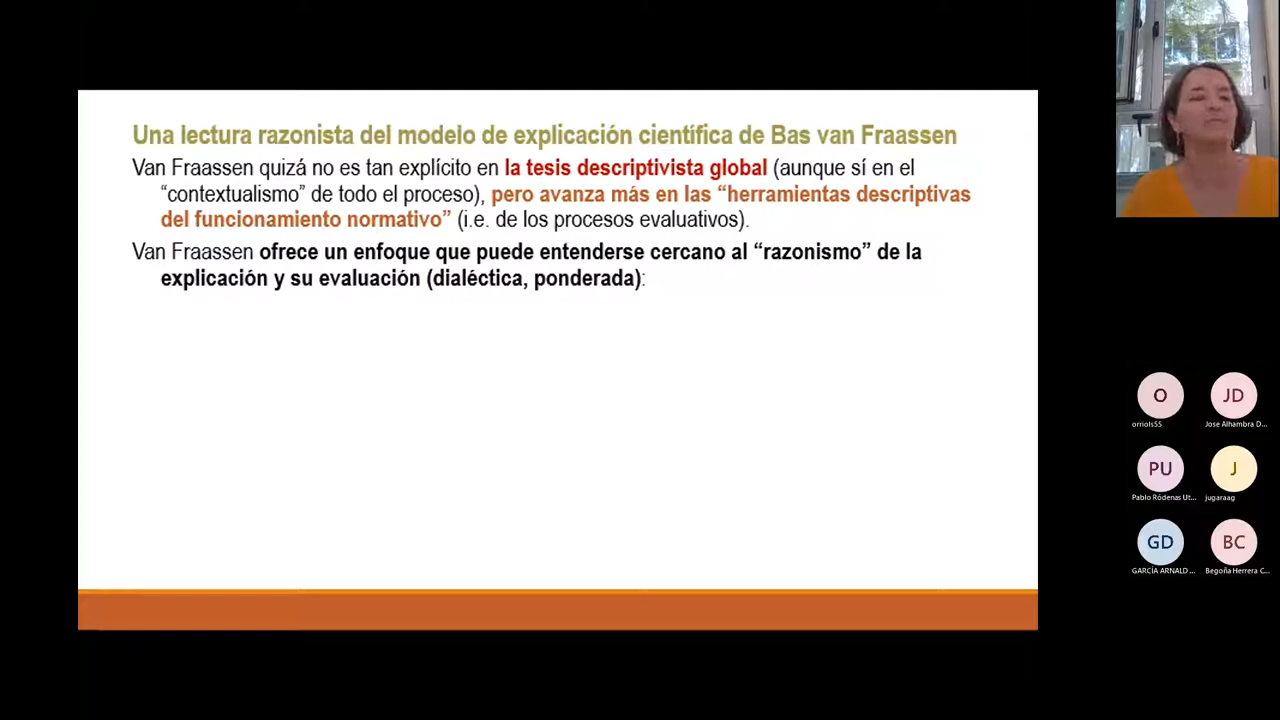 Una lectura razonista del modelo de explicación científica de Bas van Fraassen
Van Fraassen quizá no es tan explícito en la tesis descriptivista global (aunque sí en el
“contextualismo” de todo el proceso), pero avanza más en las “herramientas descriptivas
del funcionamiento normativo” (i.e. de los procesos evaluativos).
Van Fraassen ofrece un enfoque que puede entenderse cercano al “razonismo” de la
explicación y su evaluación (dialéctica, ponderada):
O
orriols55
JD
Jose Alhambra D...
PU
Pablo Ródenas Ut...
J
jugaraag
GD
GARCÍA ARNALD ...
BC
Begoña Herrera C...